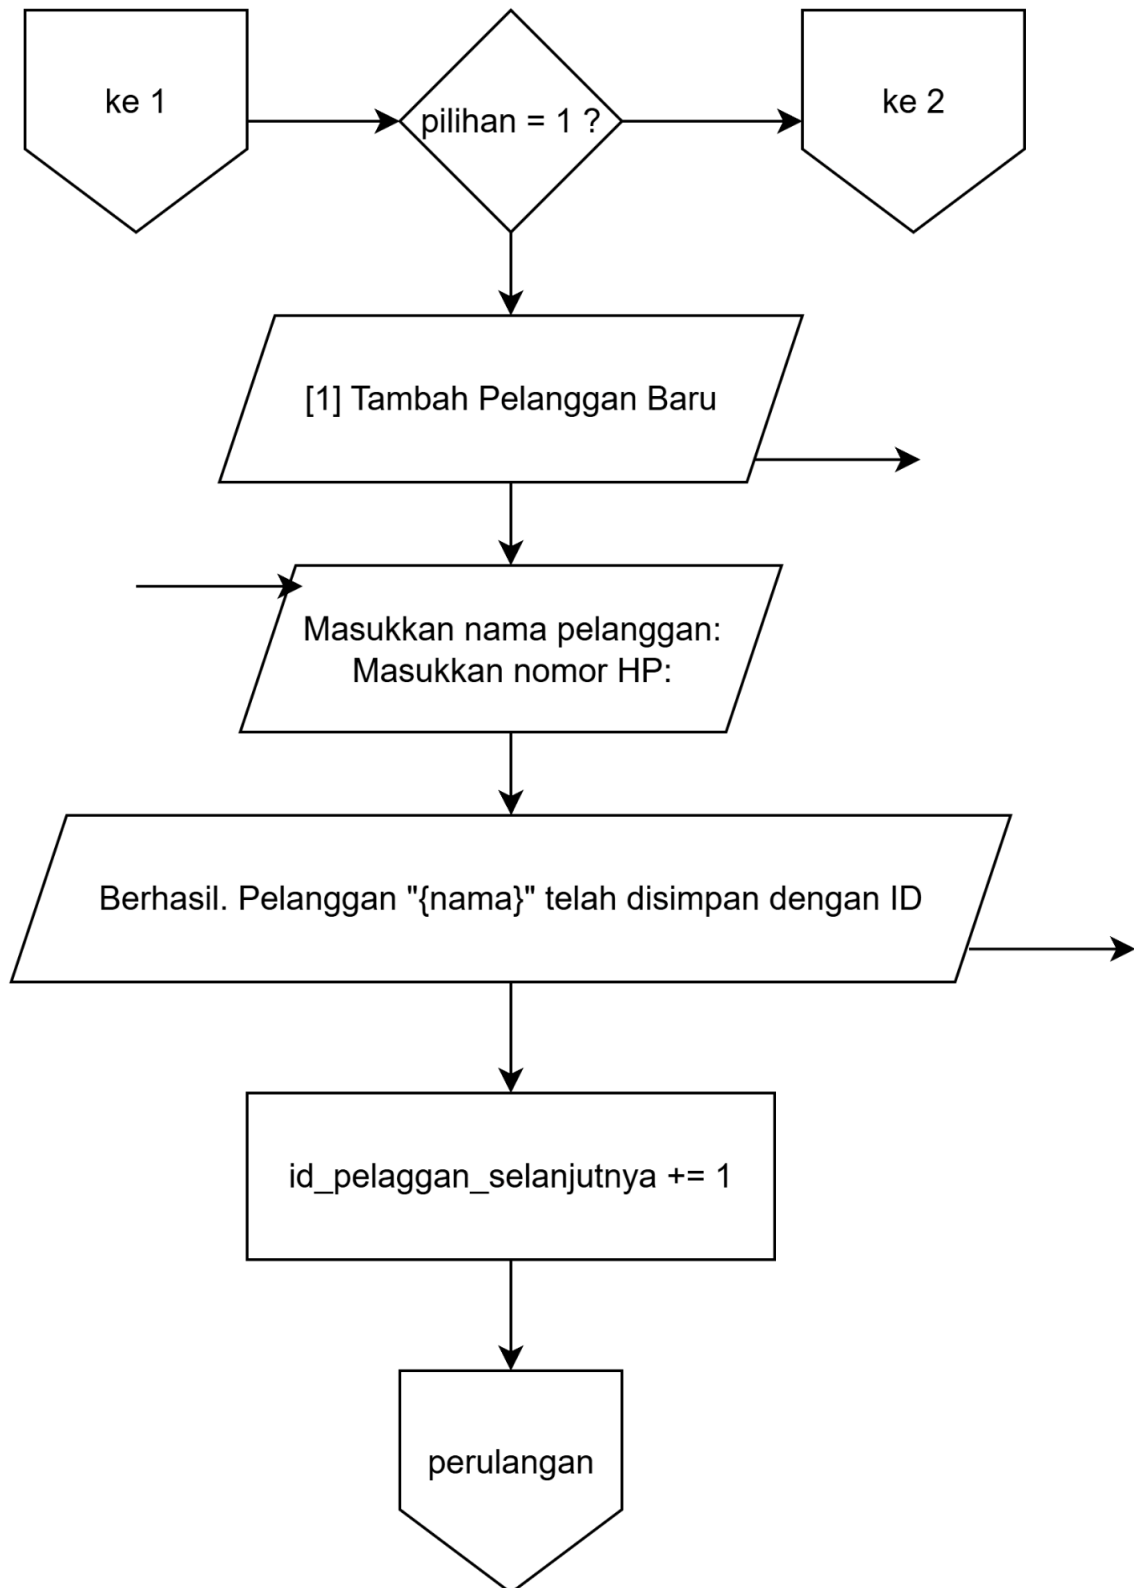 ke 1
pilihan = 1 ?
ke 2
[1] Tambah Pelanggan Baru
Masukkan nama pelanggan:
Masukkan nomor HP:
Berhasil. Pelanggan "{nama}" telah disimpan dengan ID
id_pelaggan_selanjutnya += 1
perulangan